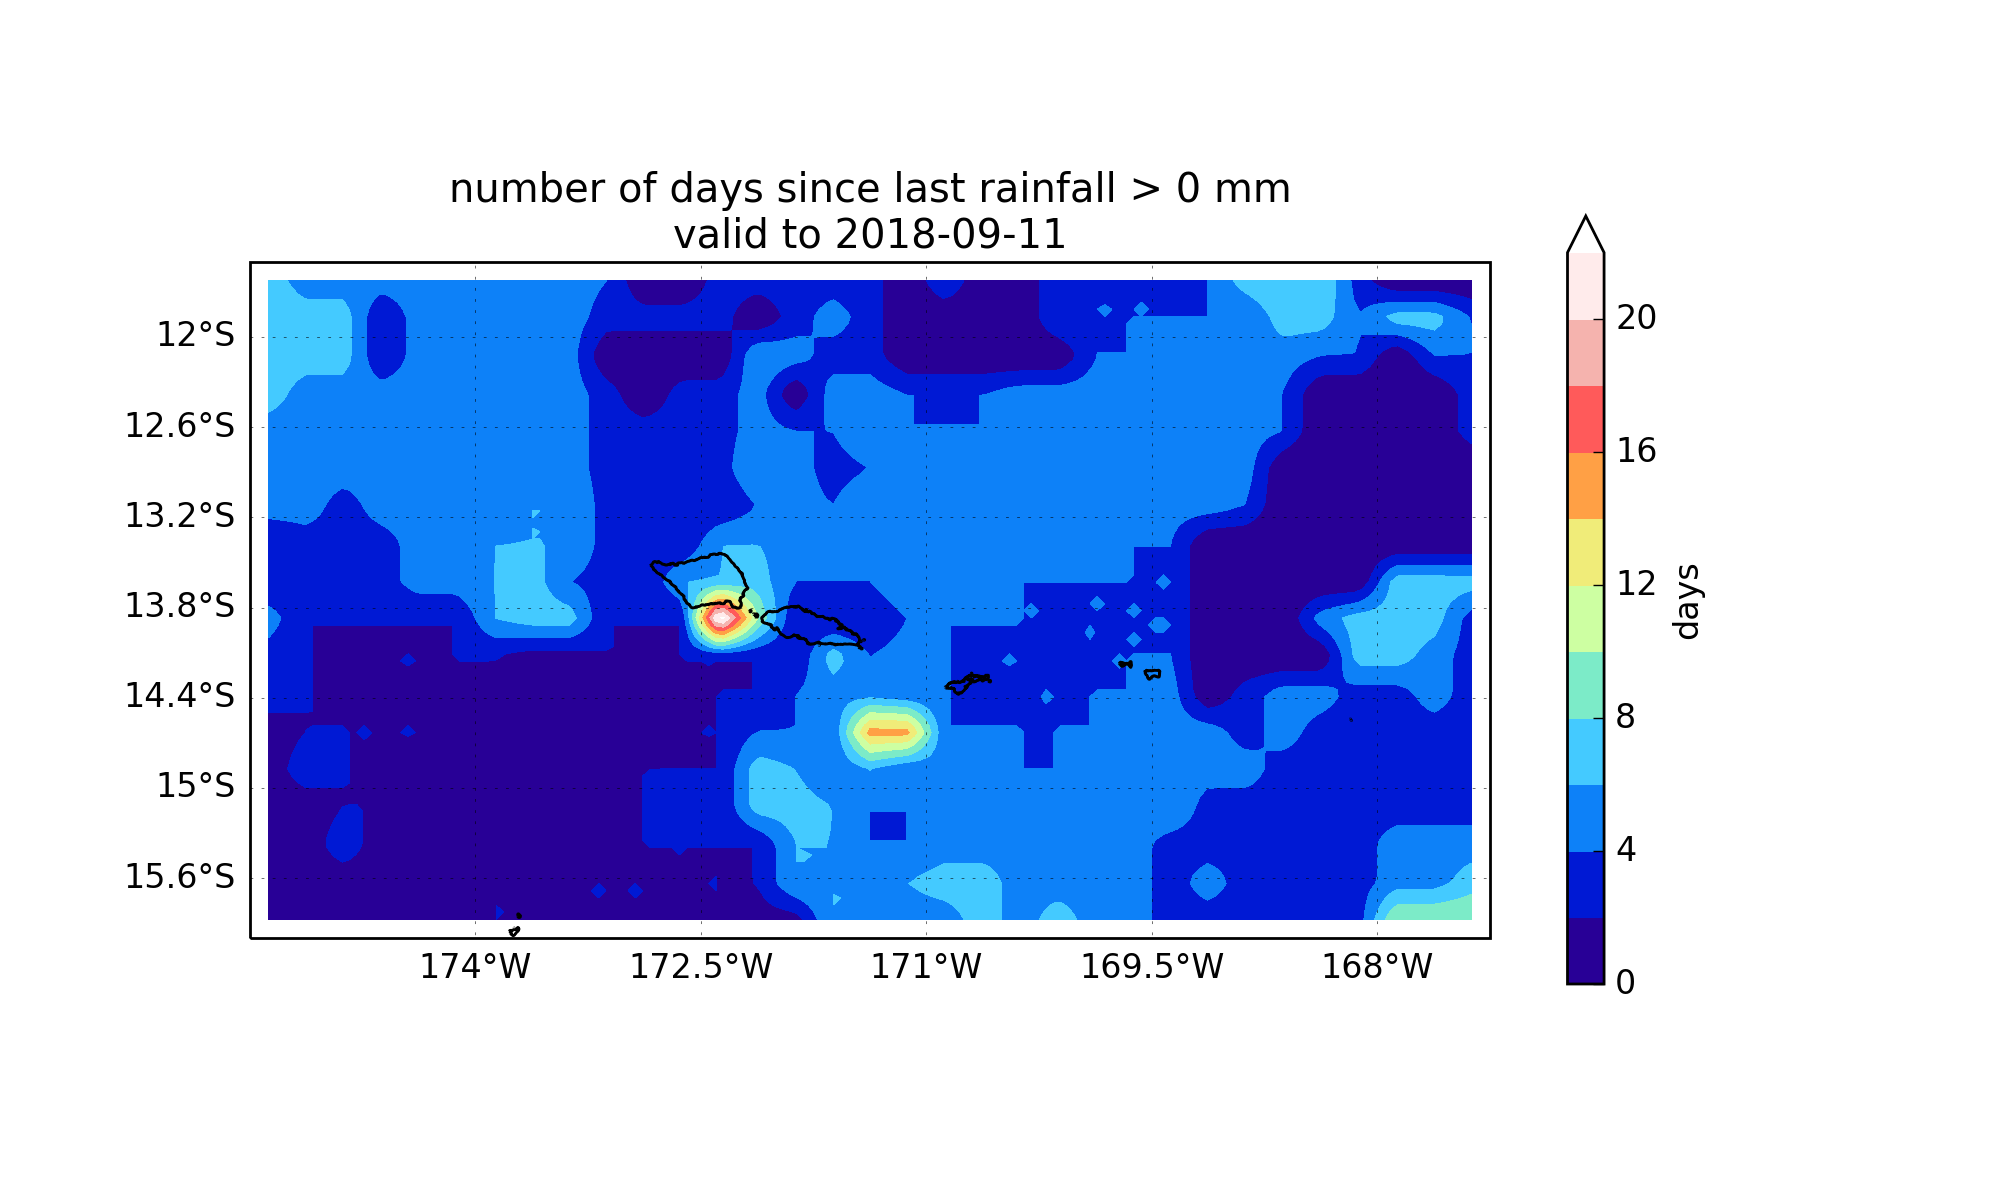 number of days since last rainfall > 0 mm
valid to 2018-09-11
12°S
12.6°S
13.2°S
13.8°S
14.4°S
15°S
15.6°S
174°W
172.5°W
171°W
169.5°W
168°W
20
16
12
8
4
0
days